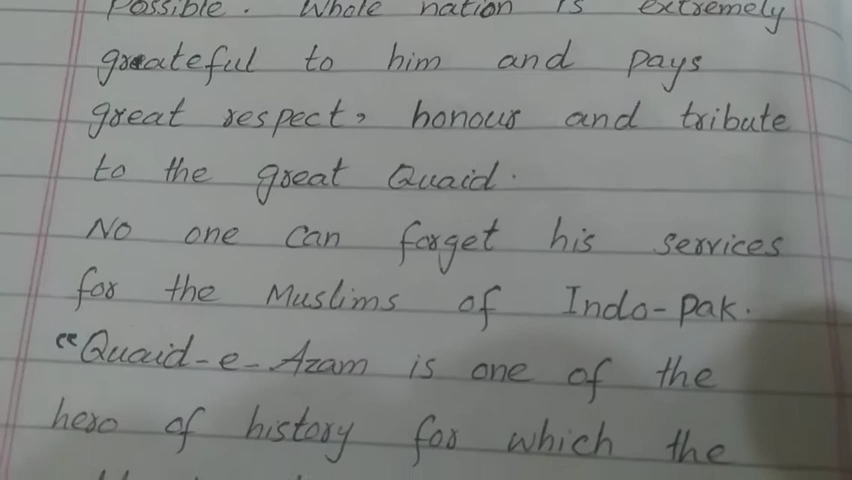 possible. Whole nation is extremely
greateful to him and pays
great respect, honour and tribute
to the great Quaid.
No one can forget his services
for the Muslims of Indo-pak.
"Quaid-e-Azam is one of the
hero of history for which the